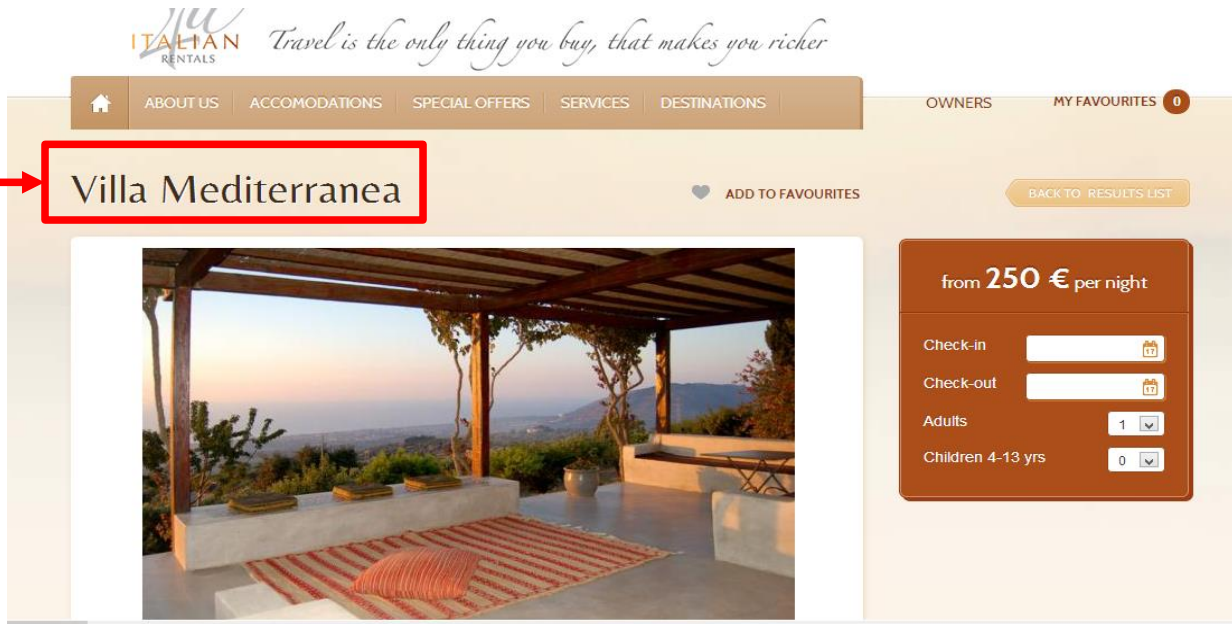 ITALIAN
RENTALS
Travel is the only thing you buy, that makes you richer
ABOUT US ACCOMODATIONS SPECIAL OFFERS SERVICES DESTINATIONS OWNERS MY FAVOURITES 0
Villa Mediterranea
ADD TO FAVOURITES
BACK TO RESULTS LIST
from 250 € per night
Check-in 17
Check-out 17
Adults 1
Children 4-13 yrs 0